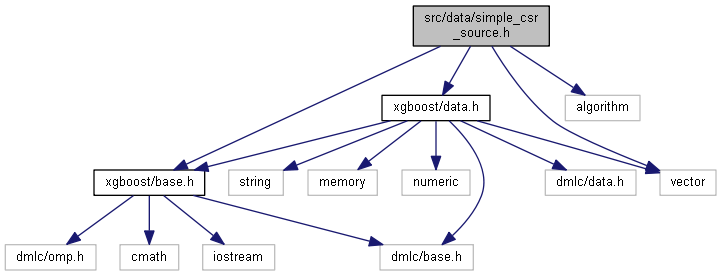 src/data/simple_csr
_source.h
xgboost/data.h
algorithm
xgboost/base.h
string
memory
numeric
dmlc/data.h
vector
dmlc/omp.h
cmath
iostream
dmlc/base.h